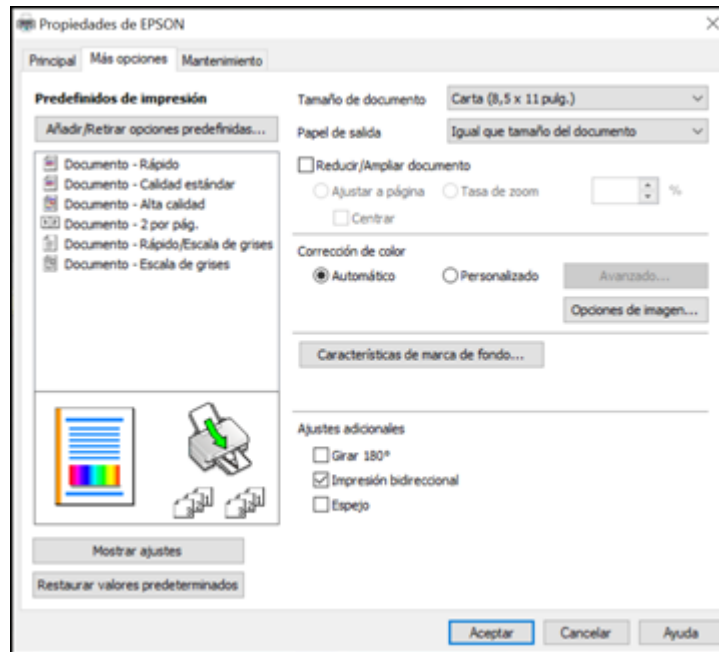 Propiedades de EPSON
Principal Más opciones Mantenimiento
Predefinidos de impresión
Añadir/Retirar opciones predefinidas...
Documento - Rápido
Documento - Calidad estándar
Documento - Alta calidad
Documento - 2 por pág.
Documento - Rápido/Escala de grises
Documento - Escala de grises
Mostrar ajustes
Restaurar valores predeterminados
Tamaño de documento Carta (8,5 x 11 pulg.)
Papel de salida Igual que tamaño del documento
Reducir/Ampliar documento
Ajustar a página Tasa de zoom %
Centrar
Corrección de color
Automático Personalizado Avanzado...
Opciones de imagen...
Características de marca de fondo...
Ajustes adicionales
Girar 180º
Impresión bidireccional
Espejo
Aceptar Cancelar Ayuda